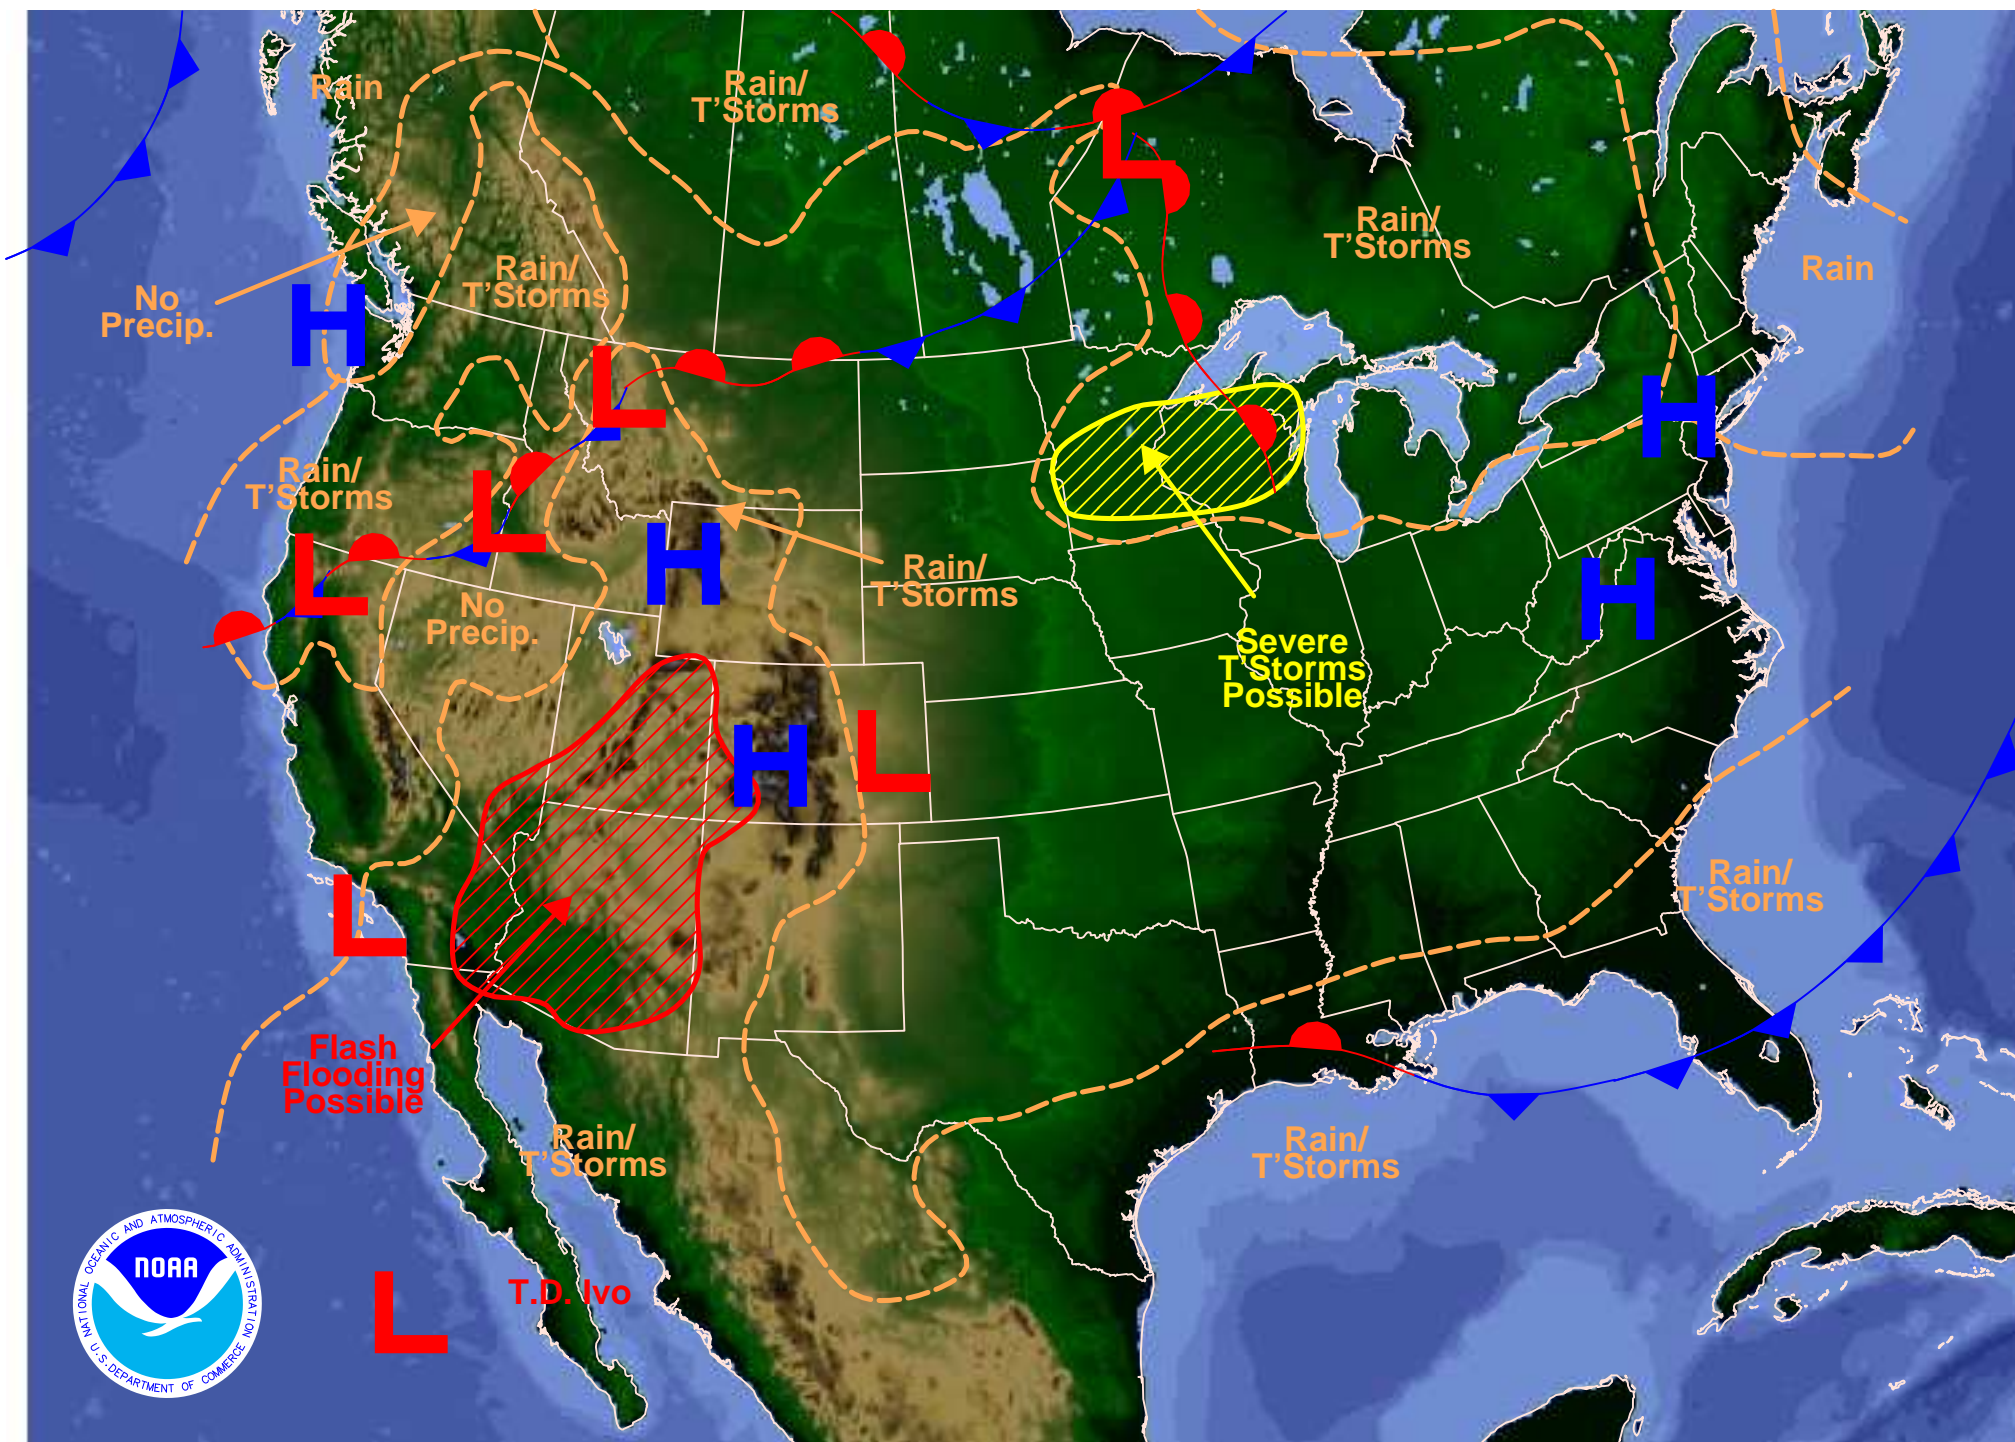 Rain
Rain/
T'Storms
Rain/
T'Storms
Rain
No
Precip.
Rain/
T'Storms
Rain/
T'Storms
Rain/
T'Storms
No
Precip.
Severe
T'Storms
Possible
Rain/
T'Storms
Flash
Flooding
Possible
Rain/
T'Storms
Rain/
T'Storms
T.D. Ivo
H
L
L
H
L
L
H
H
H
L
L
L
NATIONAL OCEANIC AND ATMOSPHERIC ADMINISTRATION
NOAA
U.S. DEPARTMENT OF COMMERCE